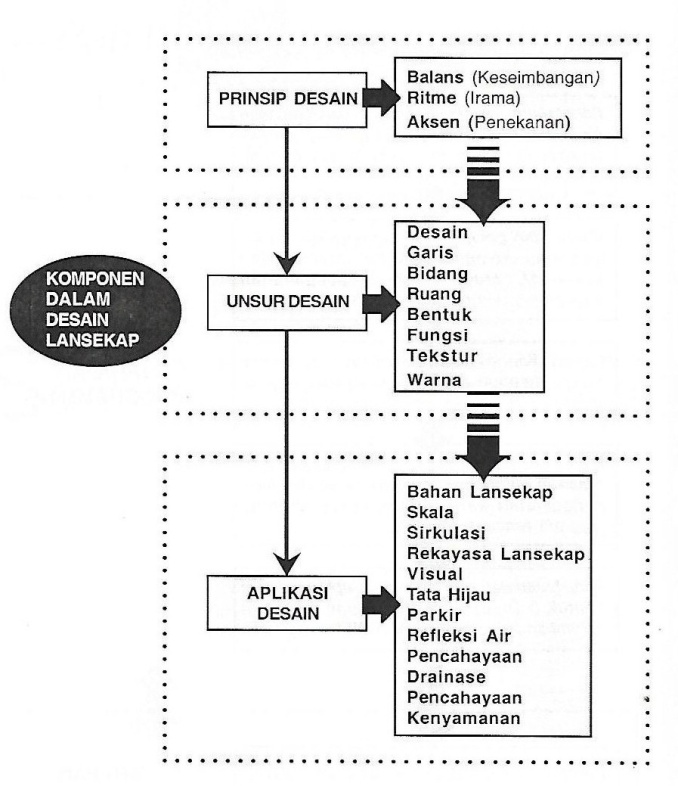 PRINSIP DESAIN
Balans (Keseimbangan)
Ritme (Irama)
Aksen (Penekanan)
KOMPONEN
DALAM
DESAIN
LANSEKAP
UNSUR DESAIN
Desain
Garis
Bidang
Ruang
Bentuk
Fungsi
Tekstur
Warna
APLIKASI
DESAIN
Bahan Lansekap
Skala
Sirkulasi
Rekayasa Lansekap
Visual
Tata Hijau
Parkir
Refleksi Air
Pencahayaan
Drainase
Pencahayaan
Kenyamanan